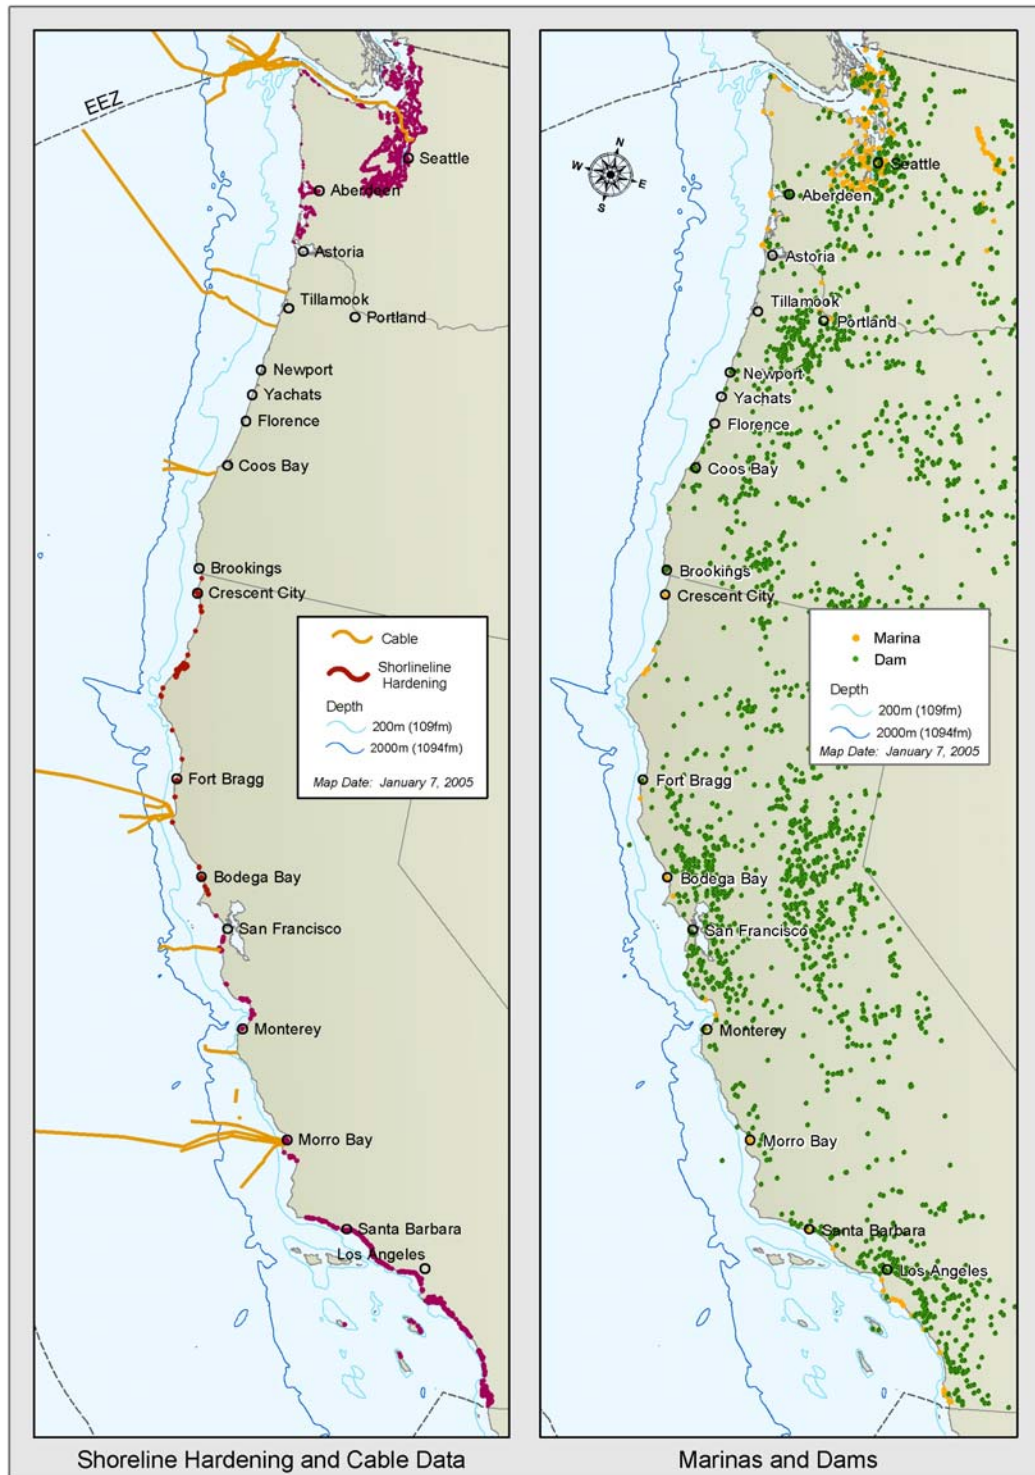 EEZ
Seattle
Aberdeen
Astoria
Tillamook
Portland
Newport
Yachats
Florence
Coos Bay
Brookings
Crescent City
Cable
Shorlineline
Hardening
Depth
200m (109fm)
2000m (1094fm)
Map Date: January 7, 2005
Fort Bragg
Bodega Bay
San Francisco
Monterey
Morro Bay
Santa Barbara
Los Angeles
Shoreline Hardening and Cable Data
N
W
E
S
Seattle
Aberdeen
Astoria
Tillamook
Portland
Newport
Yachats
Florence
Coos Bay
Brookings
Crescent City
Marina
Dam
Depth
200m (109fm)
2000m (1094fm)
Map Date: January 7, 2005
Fort Bragg
Bodega Bay
San Francisco
Monterey
Morro Bay
Santa Barbara
Los Angeles
Marinas and Dams